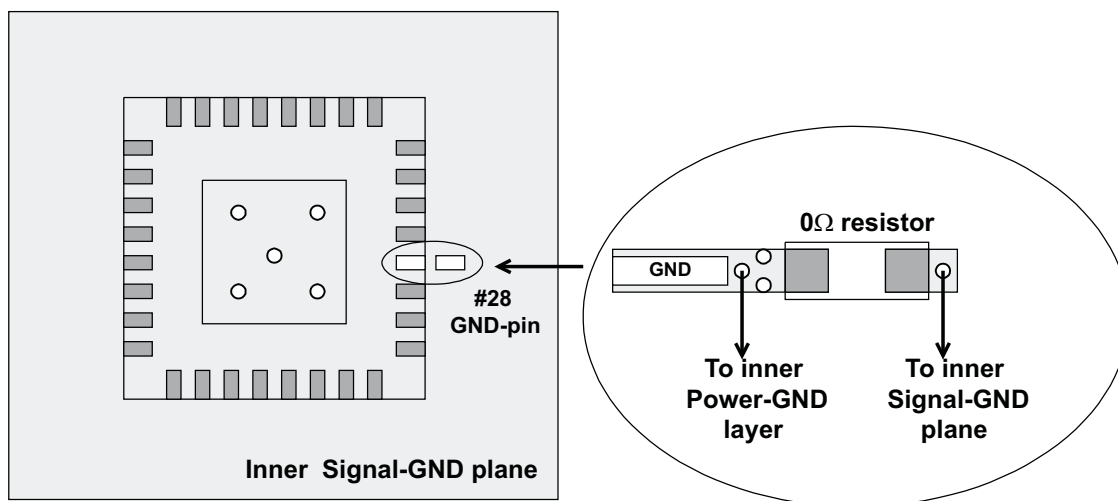 #28
GND-pin
Inner Signal-GND plane
0Ω resistor
GND
To inner
Power-GND
layer
To inner
Signal-GND
plane